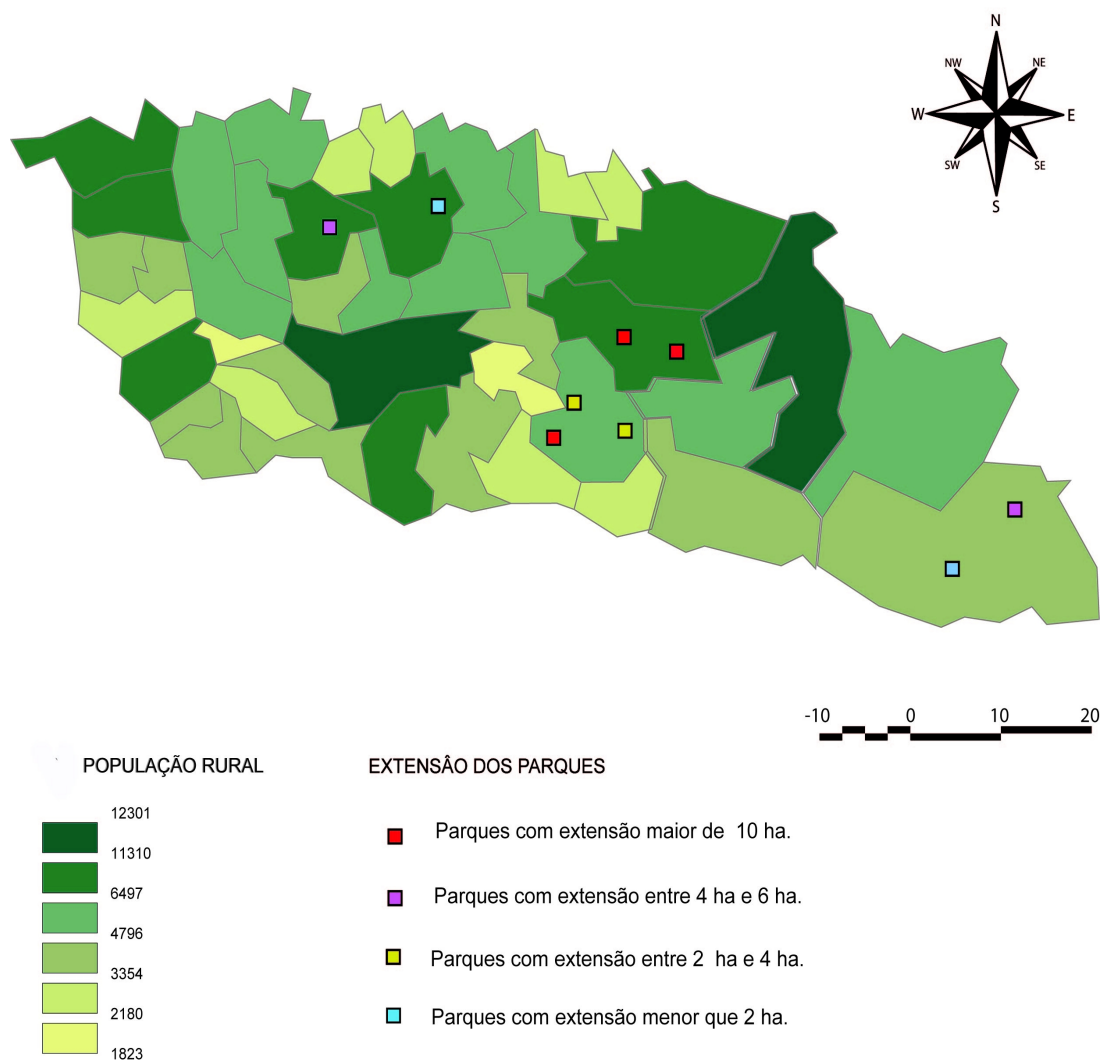 N
NW NE
W E
SW SE
S
-10 0 10 20
POPULAÇÃO RURAL
12301
11310
6497
4796
3354
2180
1823
EXTENSÂO DOS PARQUES
Parques com extensão maior de 10 ha.
Parques com extensão entre 4 ha e 6 ha.
Parques com extensão entre 2 ha e 4 ha.
Parques com extensão menor que 2 ha.